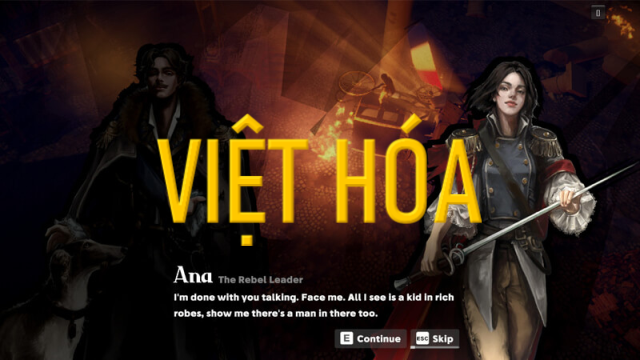 VIỆT HÓA
Ana The Rebel Leader
I'm done with you talking. Face me. All I see is a kid in rich
robes, show me there's a man in there too.
E Continue ESC Skip